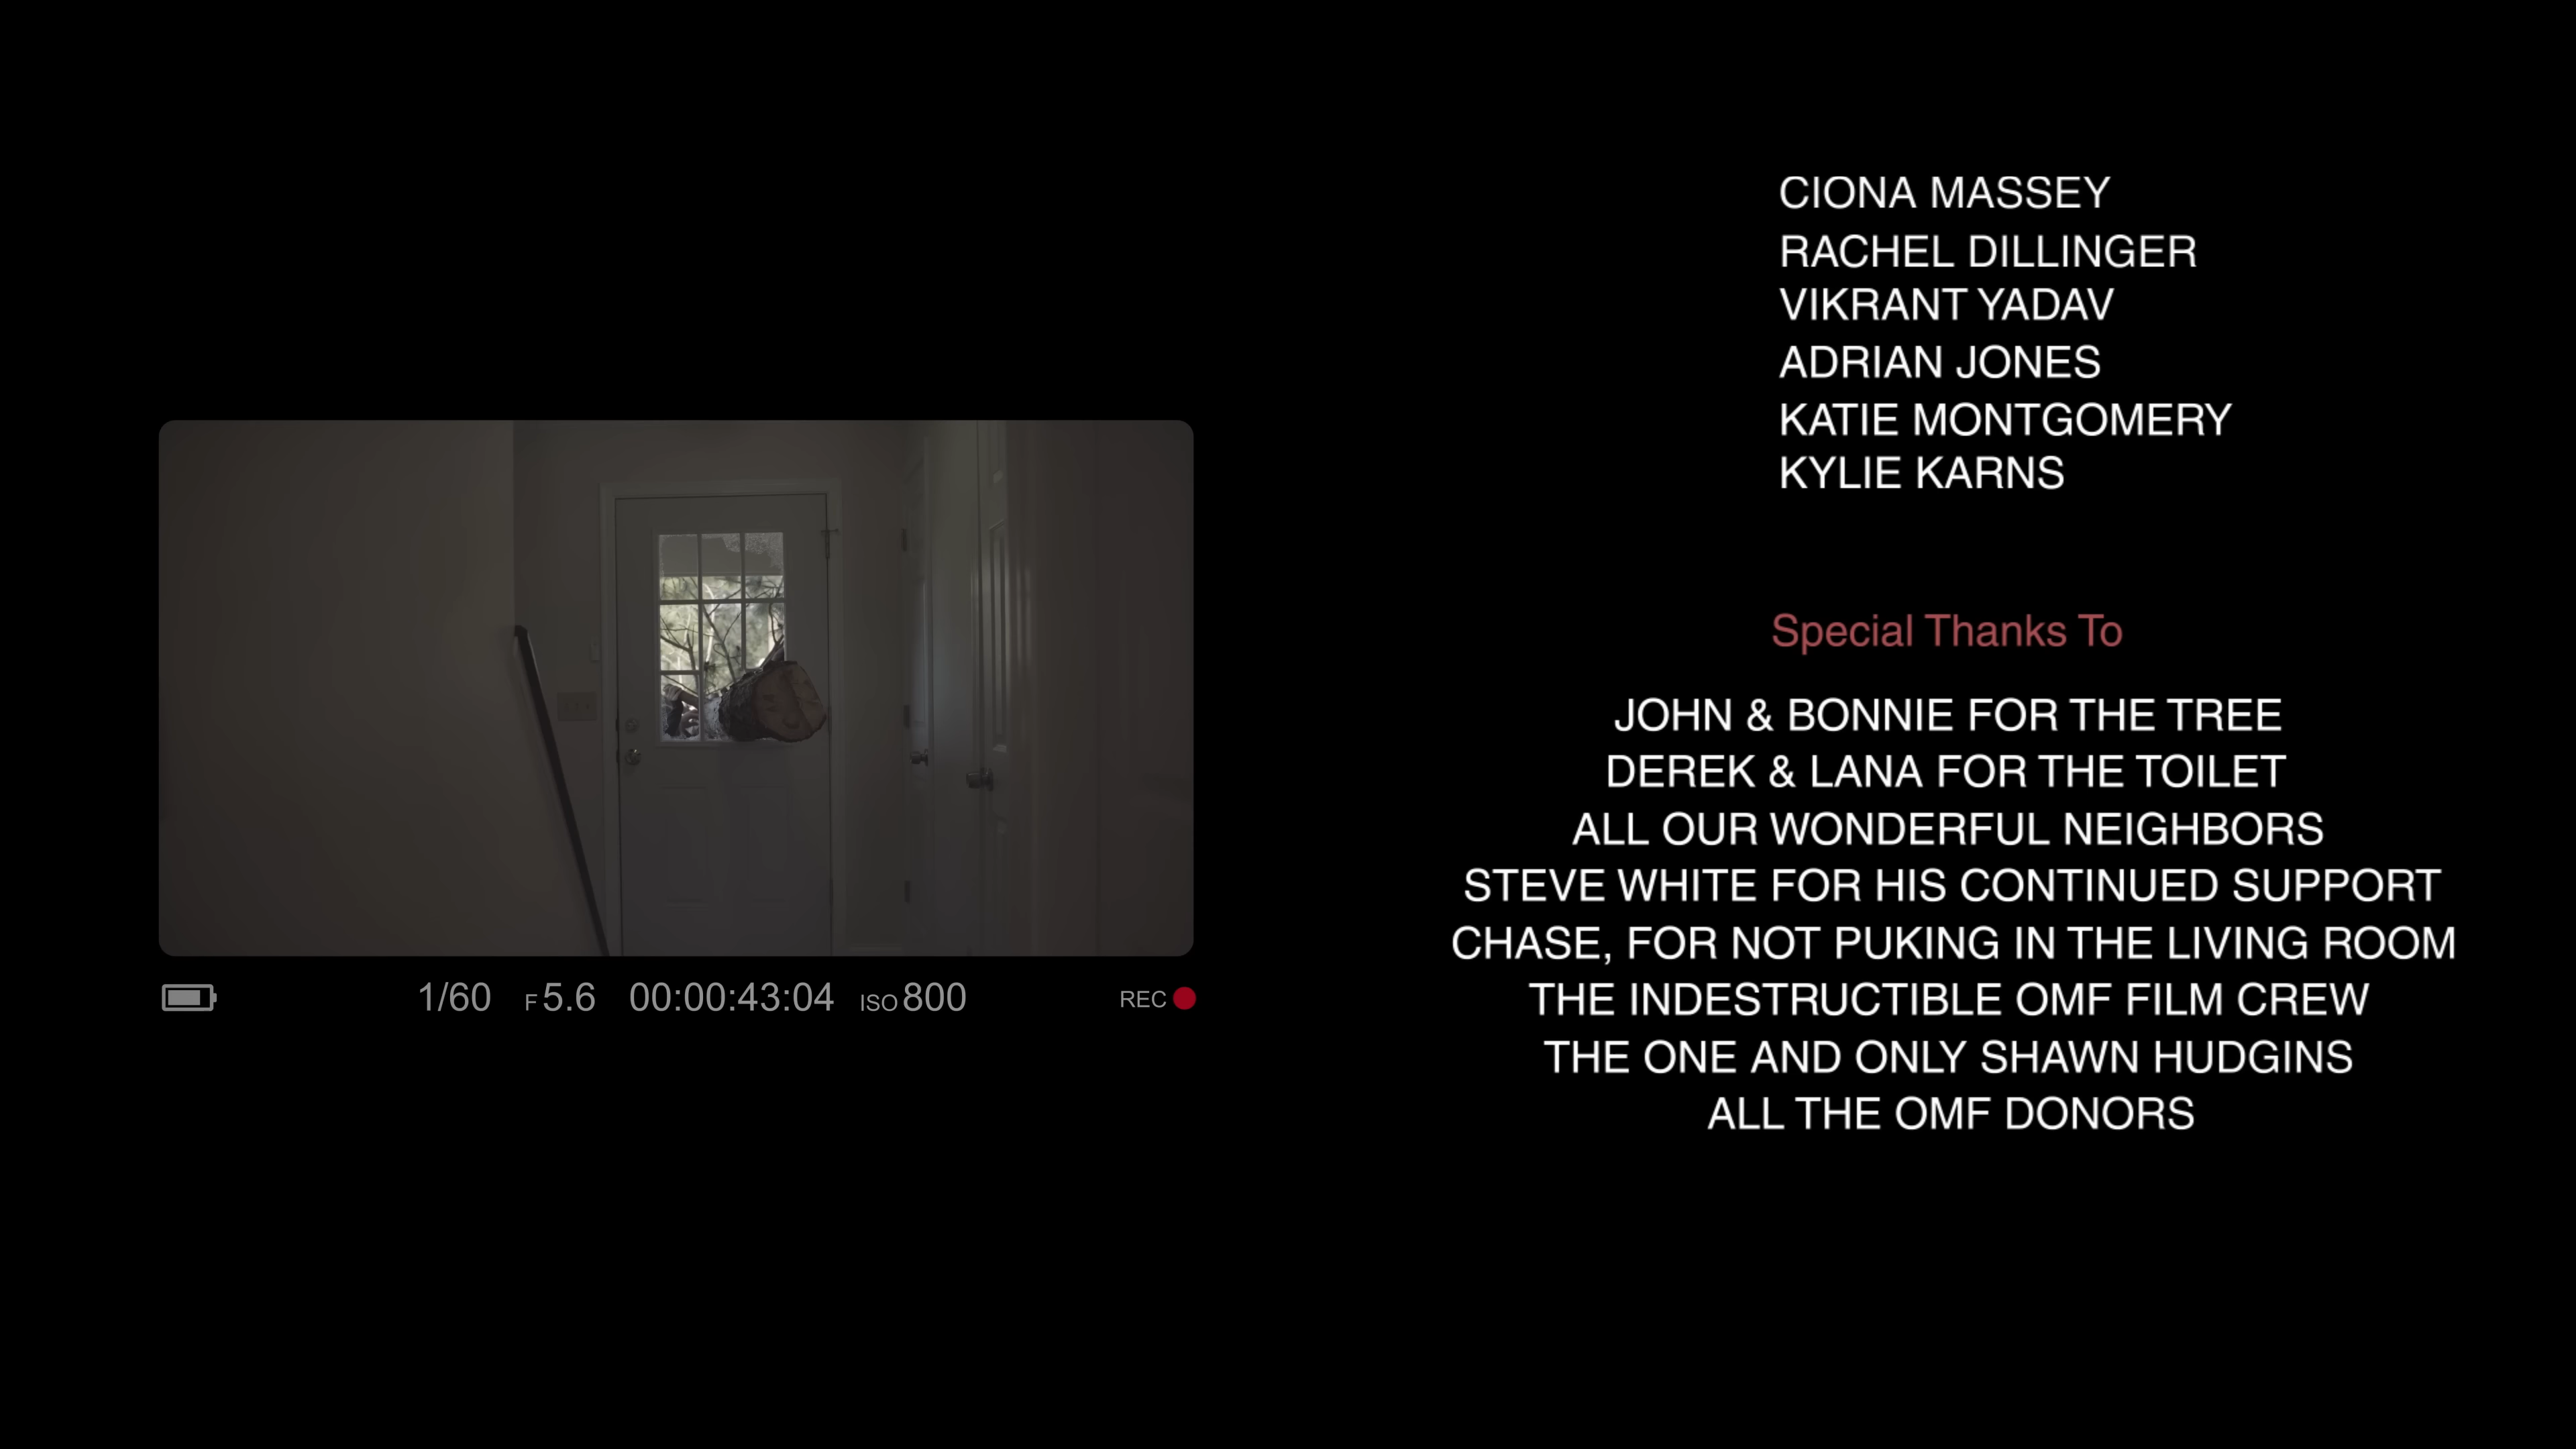 CIONA MASSEY
RACHEL DILLINGER
VIKRANT YADAV
ADRIAN JONES
KATIE MONTGOMERY
KYLIE KARNS
Special Thanks To
JOHN & BONNIE FOR THE TREE
DEREK & LANA FOR THE TOILET
ALL OUR WONDERFUL NEIGHBORS
STEVE WHITE FOR HIS CONTINUED SUPPORT
CHASE, FOR NOT PUKING IN THE LIVING ROOM
THE INDESTRUCTIBLE OMF FILM CREW
THE ONE AND ONLY SHAWN HUDGINS
ALL THE OMF DONORS
1/60 F5.6 00:00:43:04 ISO800 REC